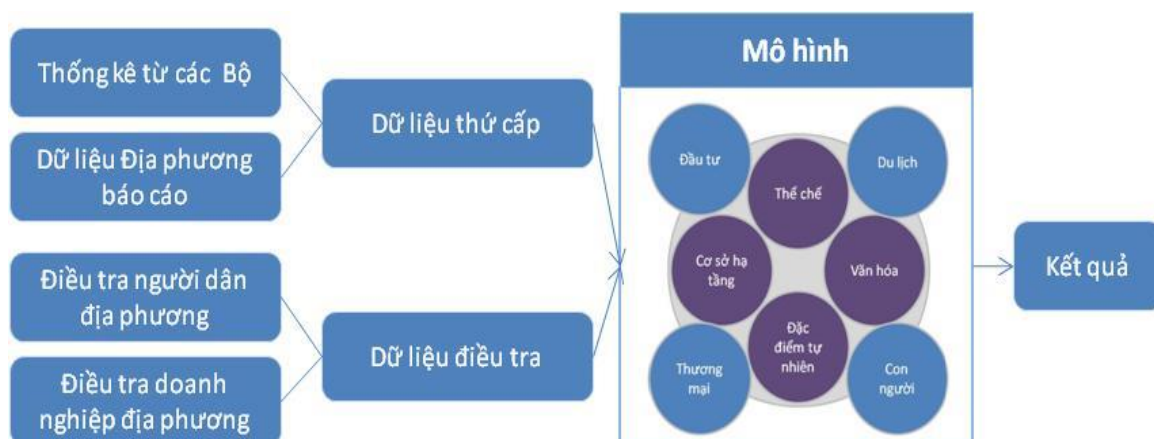 Thống kê từ các Bộ
Dữ liệu Địa phương
báo cáo
Điều tra người dân
địa phương
Điều tra doanh
nghiệp địa phương
Dữ liệu thứ cấp
Dữ liệu điều tra
Mô hình
Đầu tư
Du lịch
Thể chế
Cơ sở hạ
tầng
Văn hóa
Đặc
điểm tự
nhiên
Thương
mại
Con
người
Kết quả